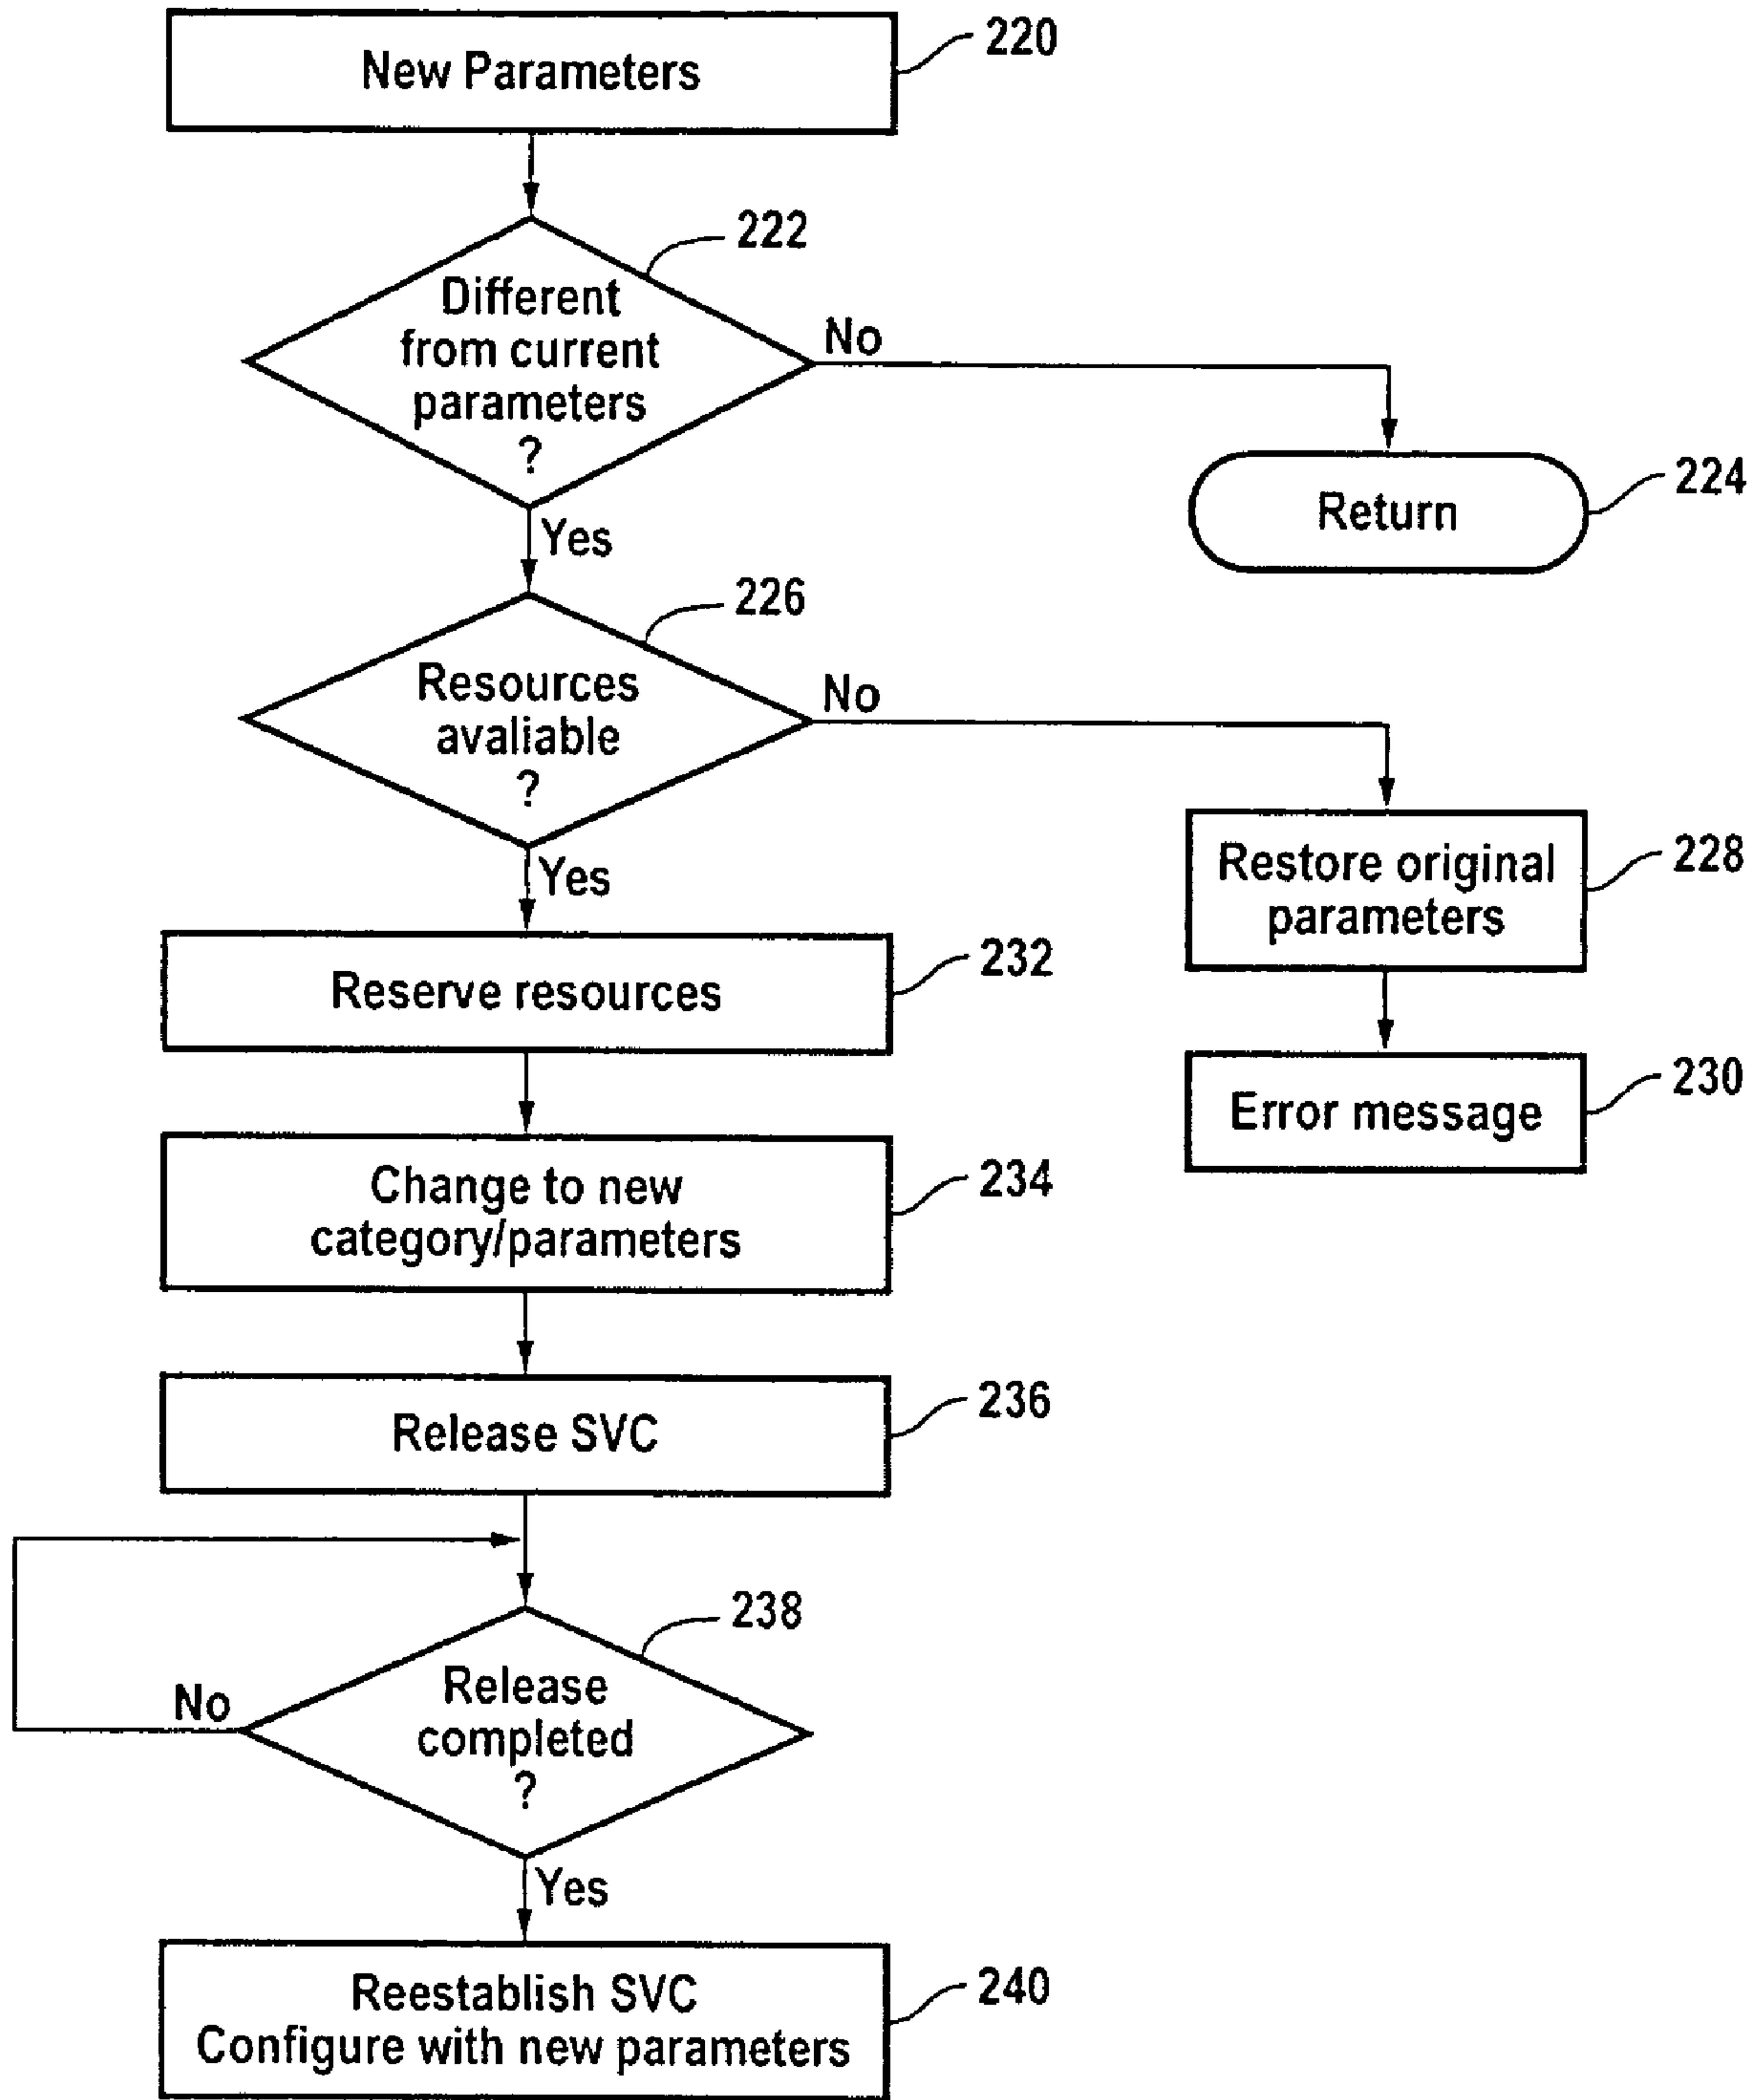 220
New Parameters
222
Different
from current
parameters
?
No
224
Return
Yes
226
Resources
avaliable
?
No
Yes
228
Restore original
parameters
232
Reserve resources
230
Error message
234
Change to new
category/parameters
236
Release SVC
238
Release
completed
?
No
Yes
240
Reestablish SVC
Configure with new parameters